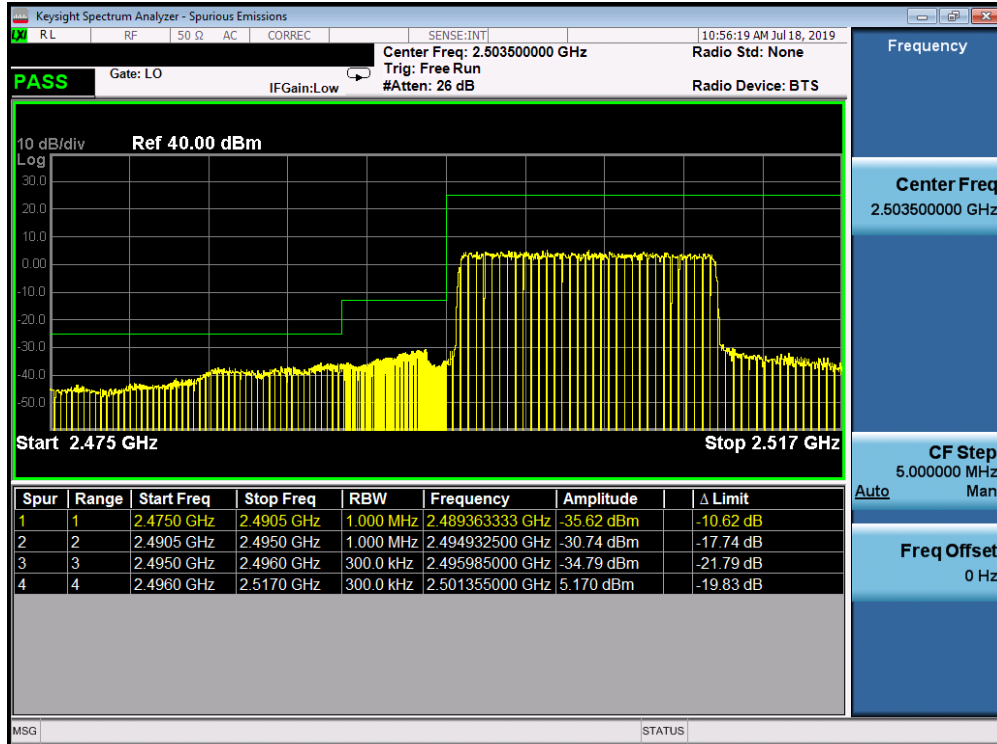 Keysight Spectrum Analyzer - Spurious Emissions
LXI RL RF 50 Ω AC CORREC SENSE:INT 10:56:19 AM Jul 18, 2019
Center Freq: 2.503500000 GHz Radio Std: None
Gate: LO Trig: Free Run
PASS IFGain:Low #Atten: 26 dB Radio Device: BTS
10 dB/div Ref 40.00 dBm
Log
30.0
20.0
10.0
0.00
-10.0
-20.0
-30.0
-40.0
-50.0
Start 2.475 GHz Stop 2.517 GHz
Spur Range Start Freq Stop Freq RBW Frequency Amplitude Δ Limit
1 1 2.4750 GHz 2.4905 GHz 1.000 MHz 2.489363333 GHz -35.62 dBm -10.62 dB
2 2 2.4905 GHz 2.4950 GHz 1.000 MHz 2.494932500 GHz -30.74 dBm -17.74 dB
3 3 2.4950 GHz 2.4960 GHz 300.0 kHz 2.495985000 GHz -34.79 dBm -21.79 dB
4 4 2.4960 GHz 2.5170 GHz 300.0 kHz 2.501355000 GHz 5.170 dBm -19.83 dB
MSG STATUS
Frequency
Center Freq
2.503500000 GHz
CF Step
5.000000 MHz
Auto Man
Freq Offset
0 Hz